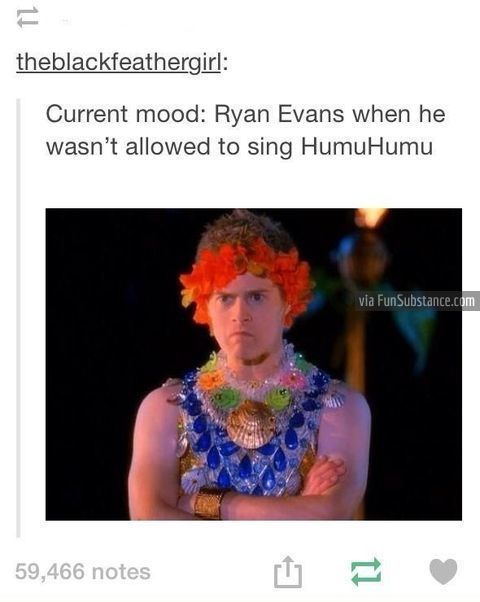 theblackfeathergirl:
Current mood: Ryan Evans when he
wasn't allowed to sing HumuHumu
via FunSubstance.com
59,466 notes